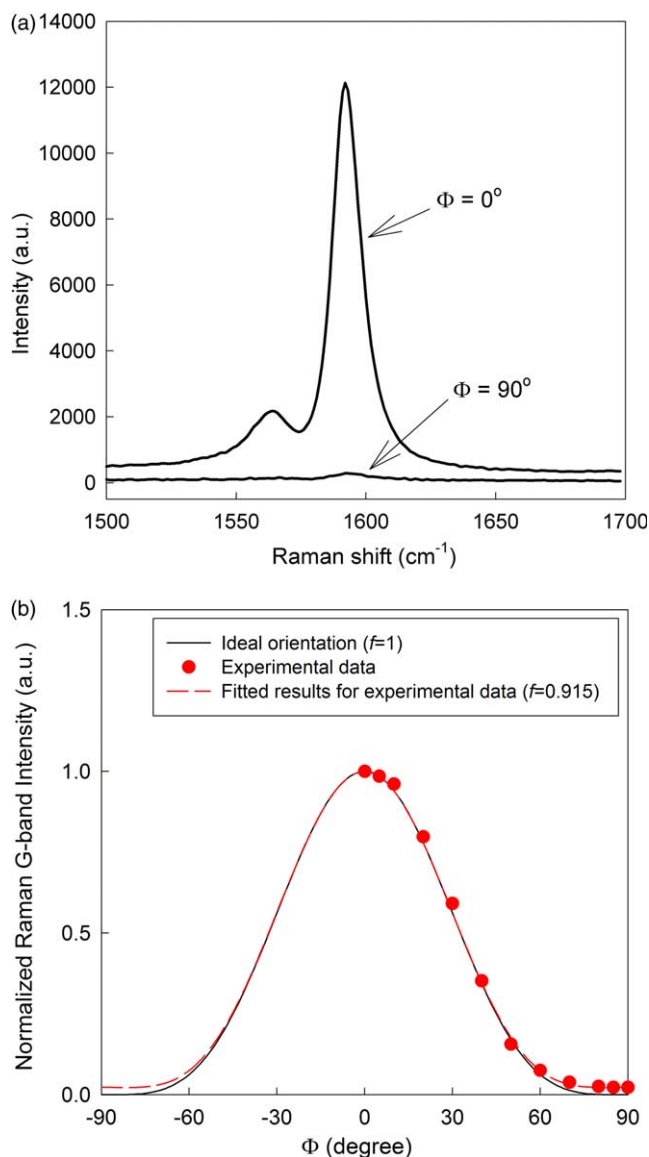 (a)
14000
12000
10000
8000
6000
4000
2000
0
Intensity (a.u.)
Φ = 0°
Φ = 90°
1500 1550 1600 1650 1700
Raman shift (cm⁻¹)
(b)
1.5
1.0
0.5
0.0
Normalized Raman G-band Intensity (a.u.)
Ideal orientation (f=1)
Experimental data
Fitted results for experimental data (f=0.915)
-90 -60 -30 0 30 60 90
Φ (degree)